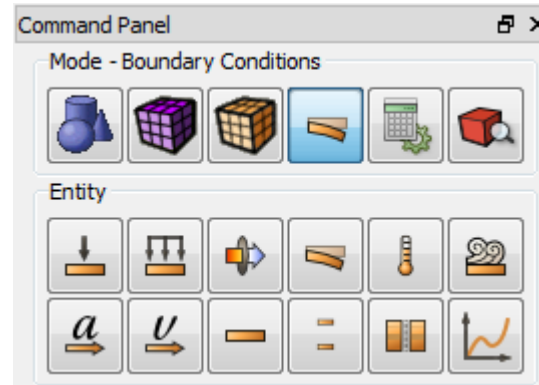 Command Panel
Mode - Boundary Conditions
Entity
a
v